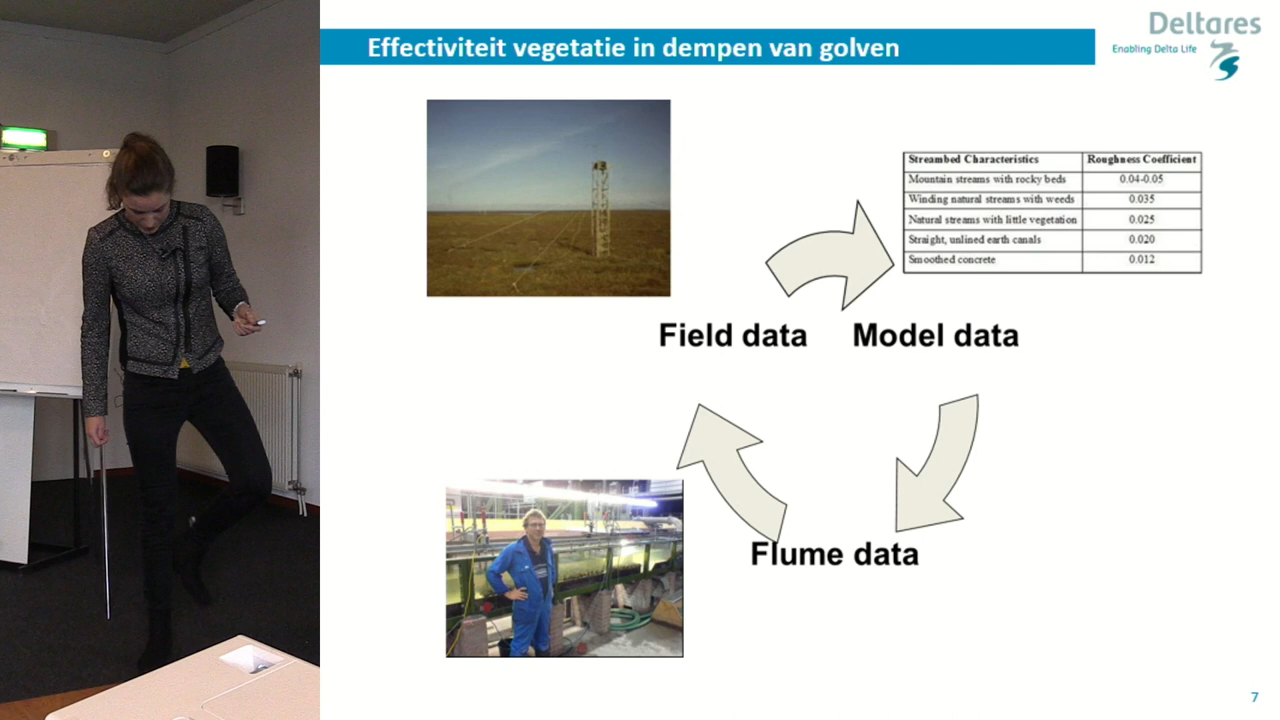 Effectiviteit vegetatie in dempen van golven
Deltares
Enabling Delta Life
Streambed Characteristics Roughness Coefficient
Mountain streams with rocky beds 0.04-0.05
Winding natural streams with weeds 0.035
Natural streams with little vegetation 0.025
Straight, unlined earth canals 0.020
Smoothed concrete 0.012
Field data
Model data
Flume data
7